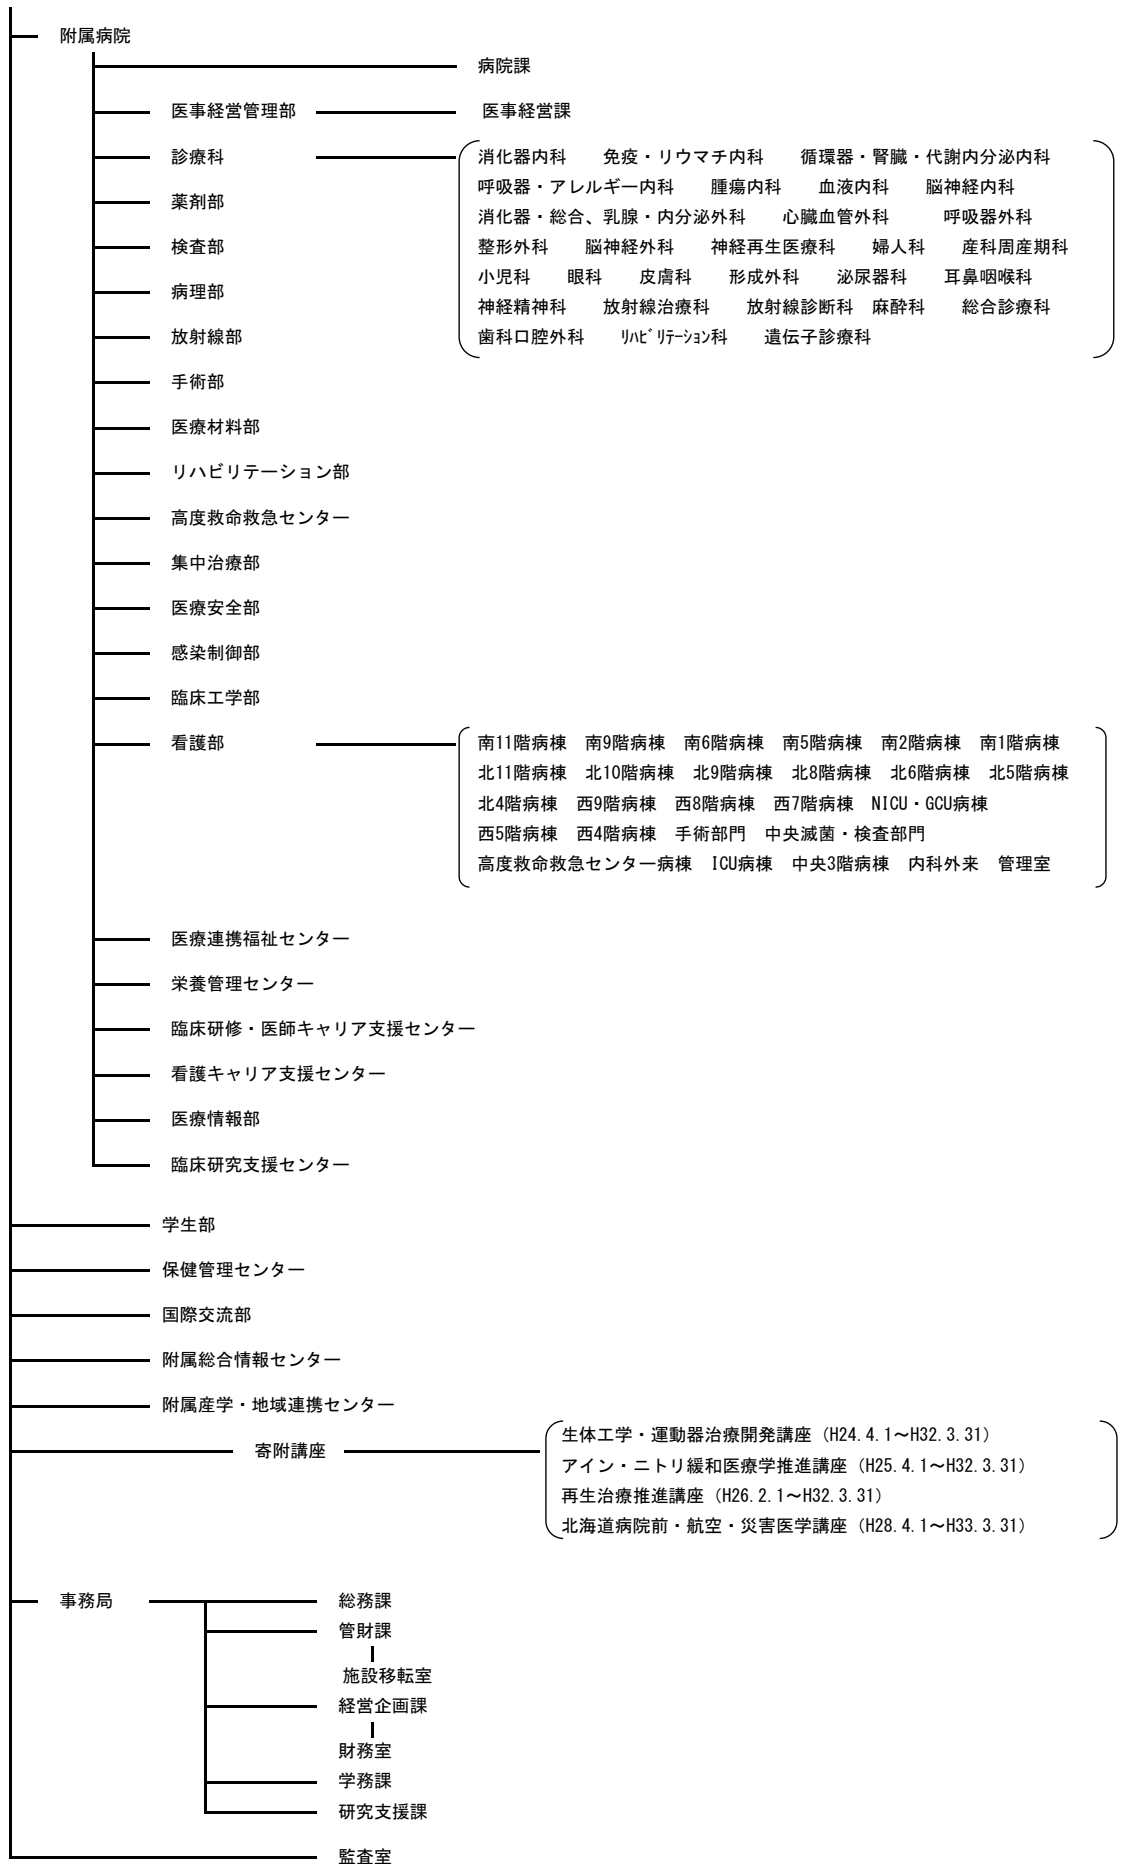 附属病院
病院課
医事経営管理部 医事経営課
診療科 消化器内科 免疫・リウマチ内科 循環器・腎臓・代謝内分泌内科
呼吸器・アレルギー内科 腫瘍内科 血液内科 脳神経内科
薬剤部
消化器・総合、乳腺・内分泌外科 心臓血管外科 呼吸器外科
検査部 整形外科 脳神経外科 神経再生医療科 婦人科 産科周産期科
小児科 眼科 皮膚科 形成外科 泌尿器科 耳鼻咽喉科
病理部
神経精神科 放射線治療科 放射線診断科 麻酔科 総合診療科
放射線部 歯科口腔外科 ﾘﾊﾋﾞﾘﾃｰｼｮﾝ科 遺伝子診療科
手術部
医療材料部
リハビリテーション部
高度救命救急センター
集中治療部
医療安全部
感染制御部
臨床工学部
看護部 南11階病棟 南9階病棟 南6階病棟 南5階病棟 南2階病棟 南1階病棟
北11階病棟 北10階病棟 北9階病棟 北8階病棟 北6階病棟 北5階病棟
北4階病棟 西9階病棟 西8階病棟 西7階病棟 NICU・GCU病棟
西5階病棟 西4階病棟 手術部門 中央滅菌・検査部門
高度救命救急センター病棟 ICU病棟 中央3階病棟 内科外来 管理室
医療連携福祉センター
栄養管理センター
臨床研修・医師キャリア支援センター
看護キャリア支援センター
医療情報部
臨床研究支援センター
学生部
保健管理センター
国際交流部
附属総合情報センター
附属産学・地域連携センター
生体工学・運動器治療開発講座（H24.4.1～H32.3.31）
寄附講座
アイン・ニトリ緩和医療学推進講座（H25.4.1～H32.3.31）
再生治療推進講座（H26.2.1～H32.3.31）
北海道病院前・航空・災害医学講座（H28.4.1～H33.3.31）
事務局 総務課
管財課
施設移転室
経営企画課
財務室
学務課
研究支援課
監査室